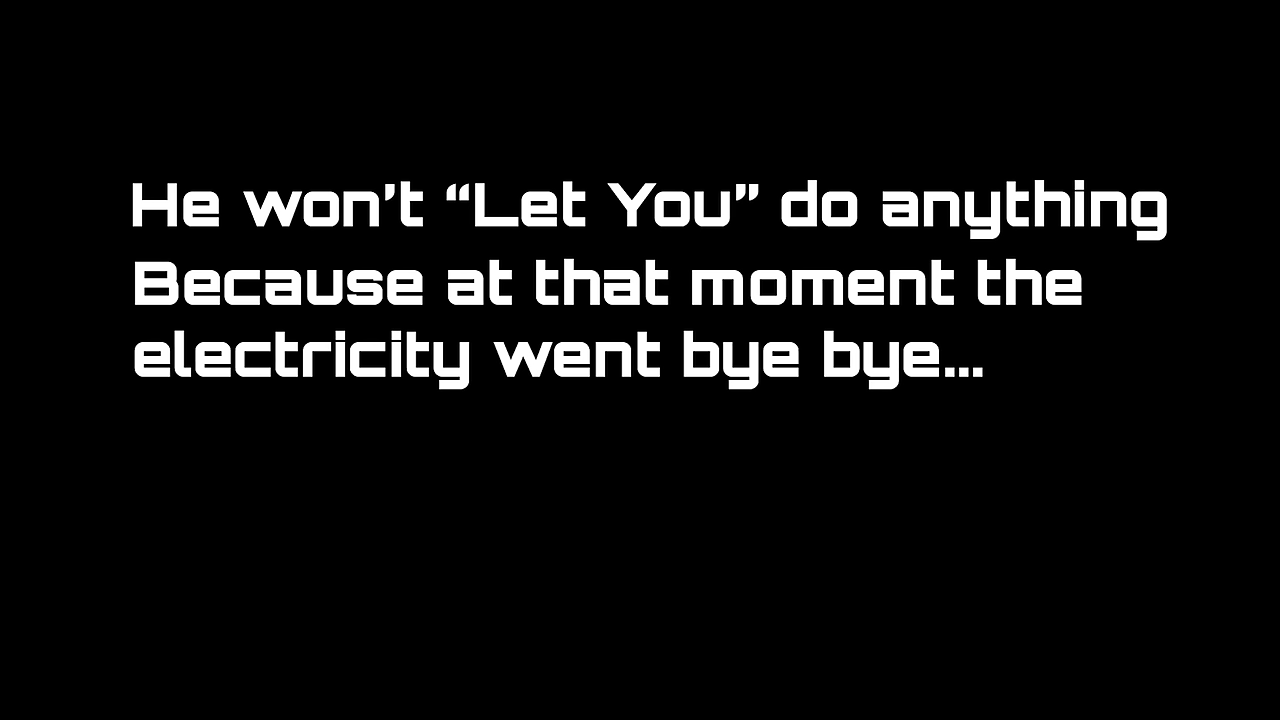 He won’t “Let You” do anything
Because at that moment the
electricity went bye bye...